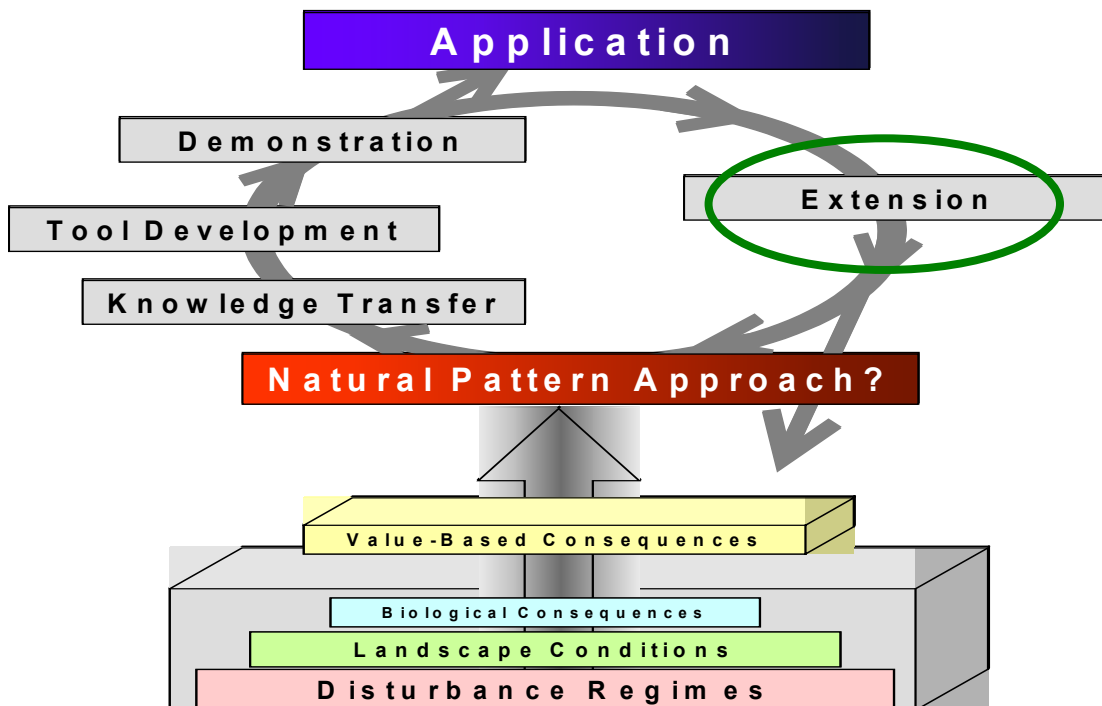 Application
Demonstration
Extension
Tool Development
Knowledge Transfer
Natural Pattern Approach?
Value-Based Consequences
Biological Consequences
Landscape Conditions
Disturbance Regimes